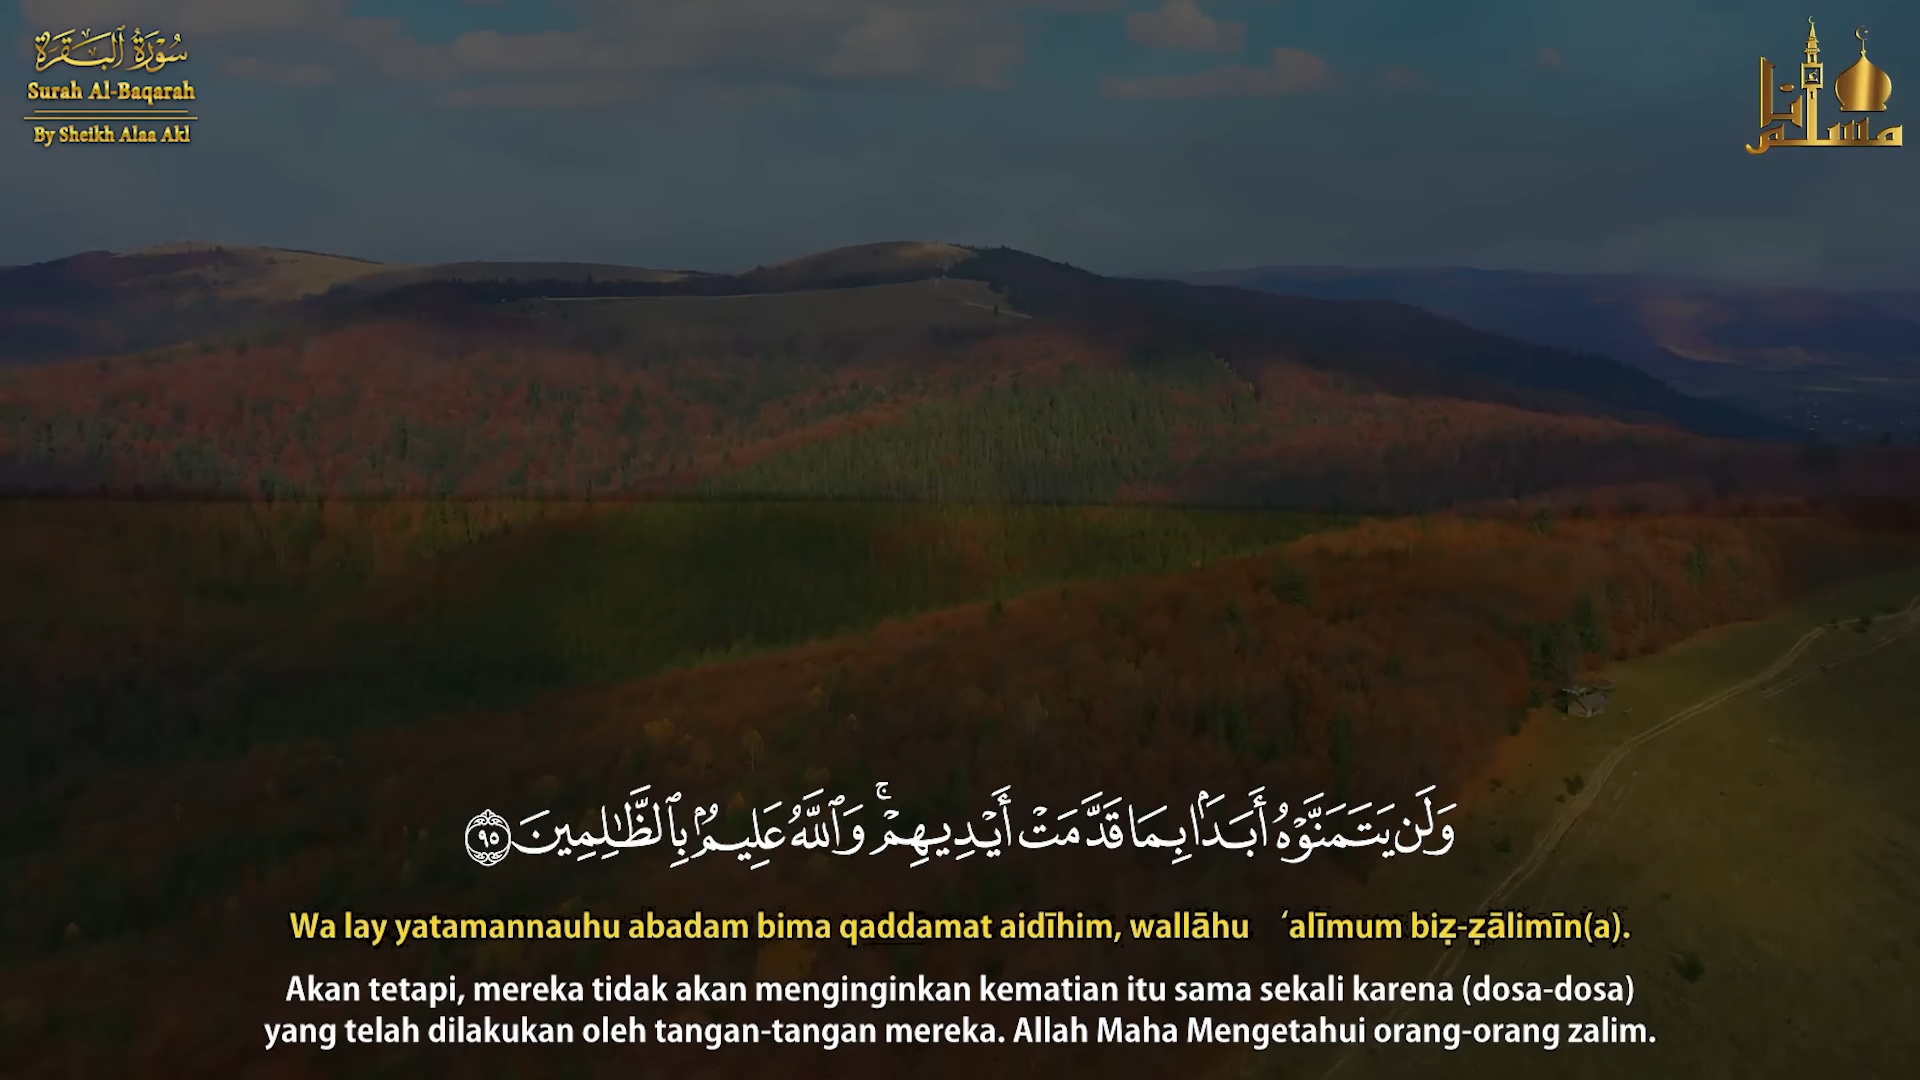 سُورَةُ ٱلْبَقَرَة
Surah Al-Baqarah
By Sheikh Alaa Akl
أنا مسلم
وَلَن يَتَمَنَّوْهُ أَبَدَۢا بِمَا قَدَّمَتْ أَيْدِيهِمْۚ وَٱللَّهُ عَلِيمُۢ بِٱلظَّٰلِمِينَ ٩٥
Wa lay yatamannauhu abadam bima qaddamat aidīhim, wallāhu ‘alīmum biẓ-ẓālimīn(a).
Akan tetapi, mereka tidak akan menginginkan kematian itu sama sekali karena (dosa-dosa)
yang telah dilakukan oleh tangan-tangan mereka. Allah Maha Mengetahui orang-orang zalim.